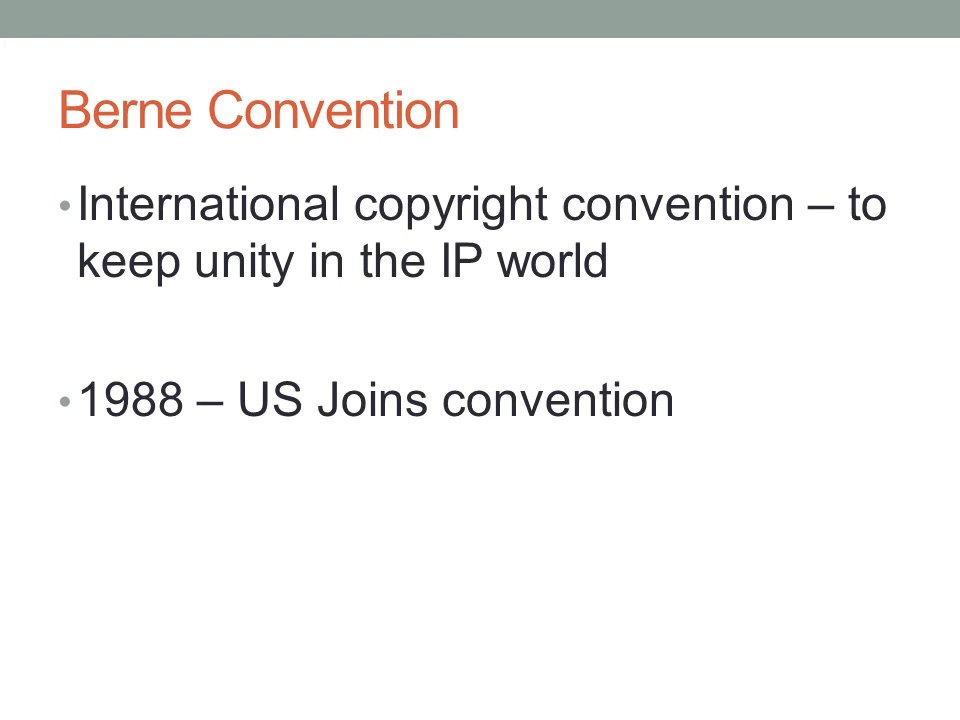 Berne Convention
• International copyright convention – to
keep unity in the IP world
• 1988 – US Joins convention